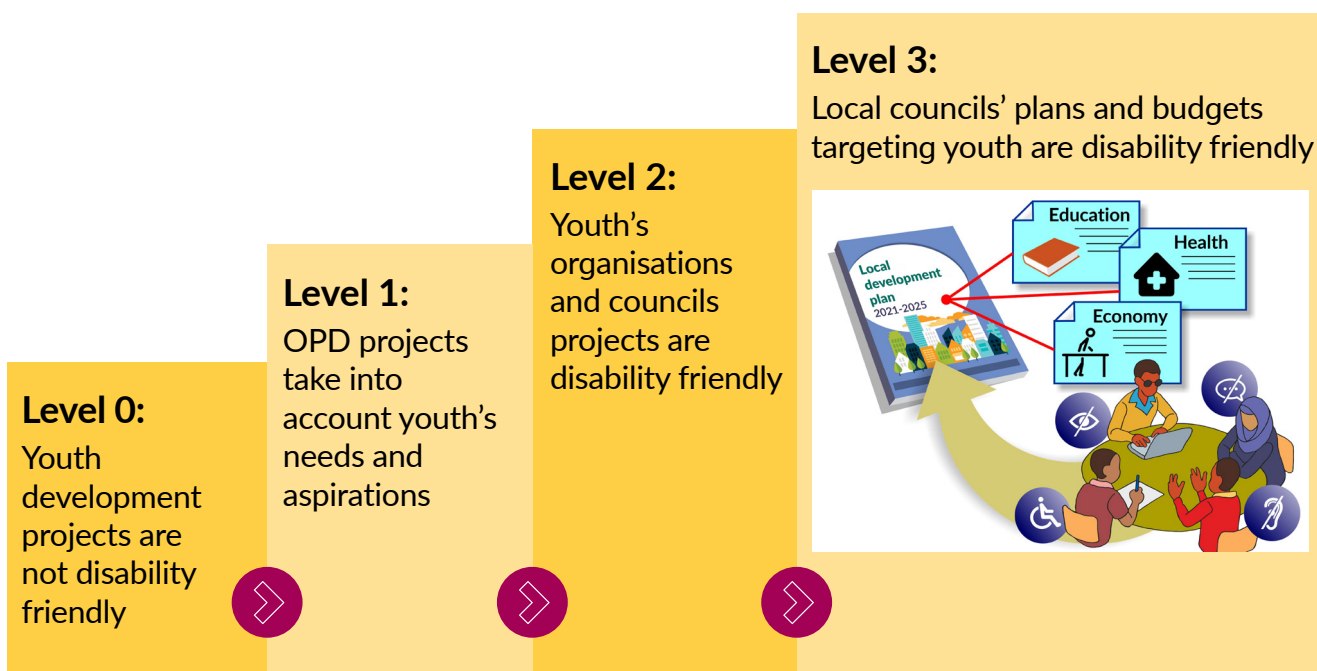 Level 0:
Youth
development
projects are
not disability
friendly
Level 1:
OPD projects
take into
account youth's
needs and
aspirations
Level 2:
Youth's
organisations
and councils
projects are
disability friendly
Level 3:
Local councils' plans and budgets
targeting youth are disability friendly
Local
development
plan
2021-2025
Education
Health
Economy